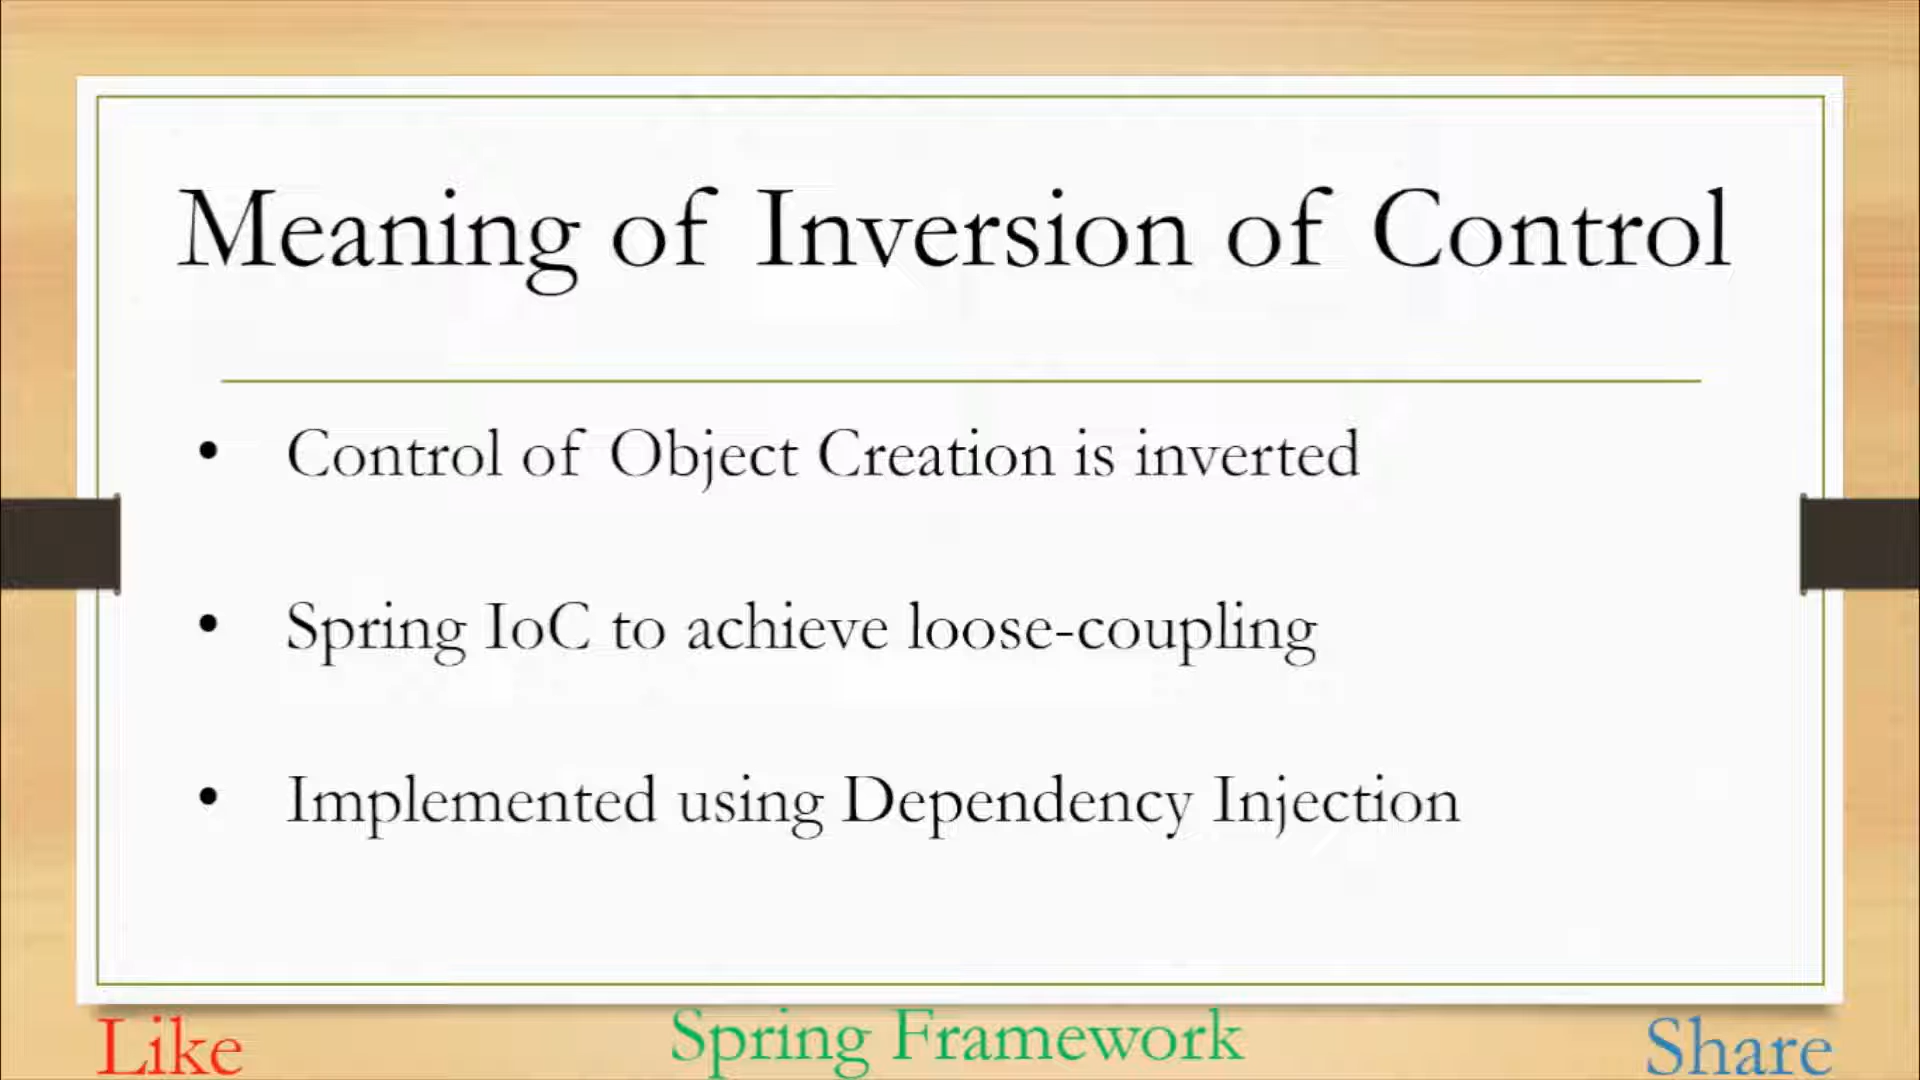 Meaning of Inversion of Control
• Control of Object Creation is inverted
• Spring IoC to achieve loose-coupling
• Implemented using Dependency Injection
Like
Spring Framework
Share